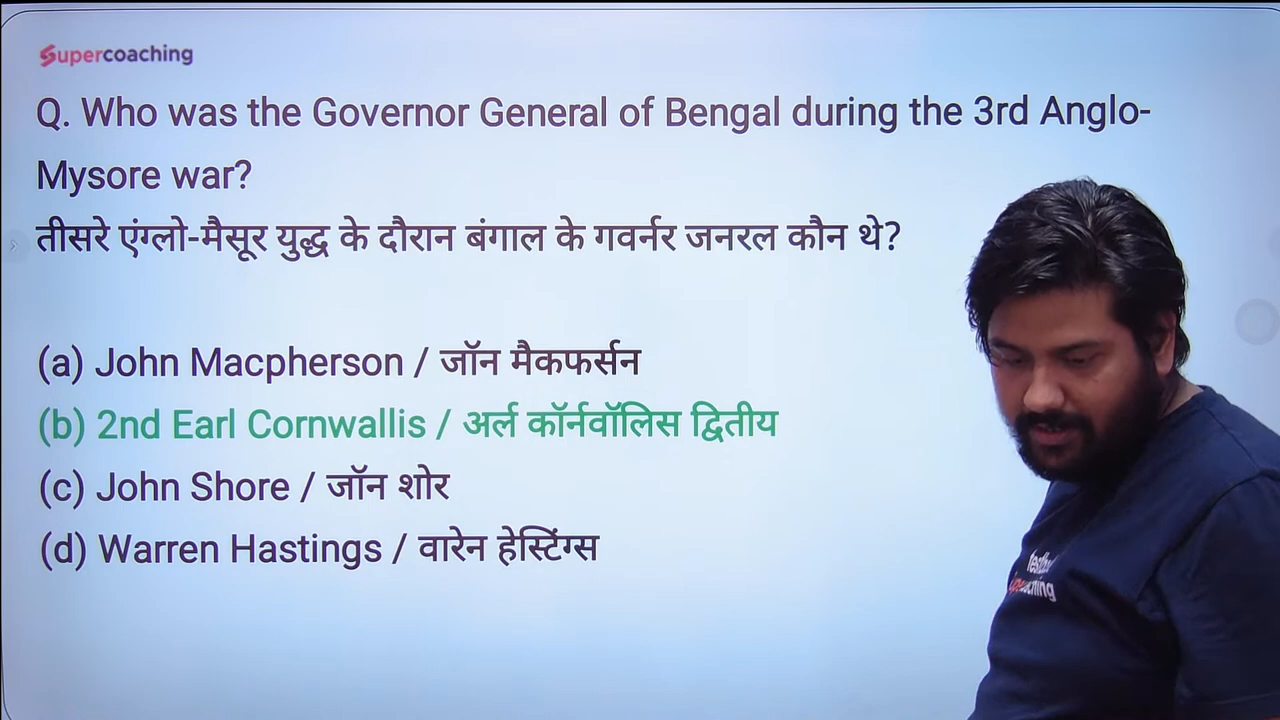 Supercoaching
Q. Who was the Governor General of Bengal during the 3rd Anglo-
Mysore war?
तीसरे एंग्लो-मैसूर युद्ध के दौरान बंगाल के गवर्नर जनरल कौन थे?
(a) John Macpherson / जॉन मैकफर्सन
(b) 2nd Earl Cornwallis / अर्ल कॉर्नवॉलिस द्वितीय
(c) John Shore / जॉन शोर
(d) Warren Hastings / वारेन हेस्टिंग्स